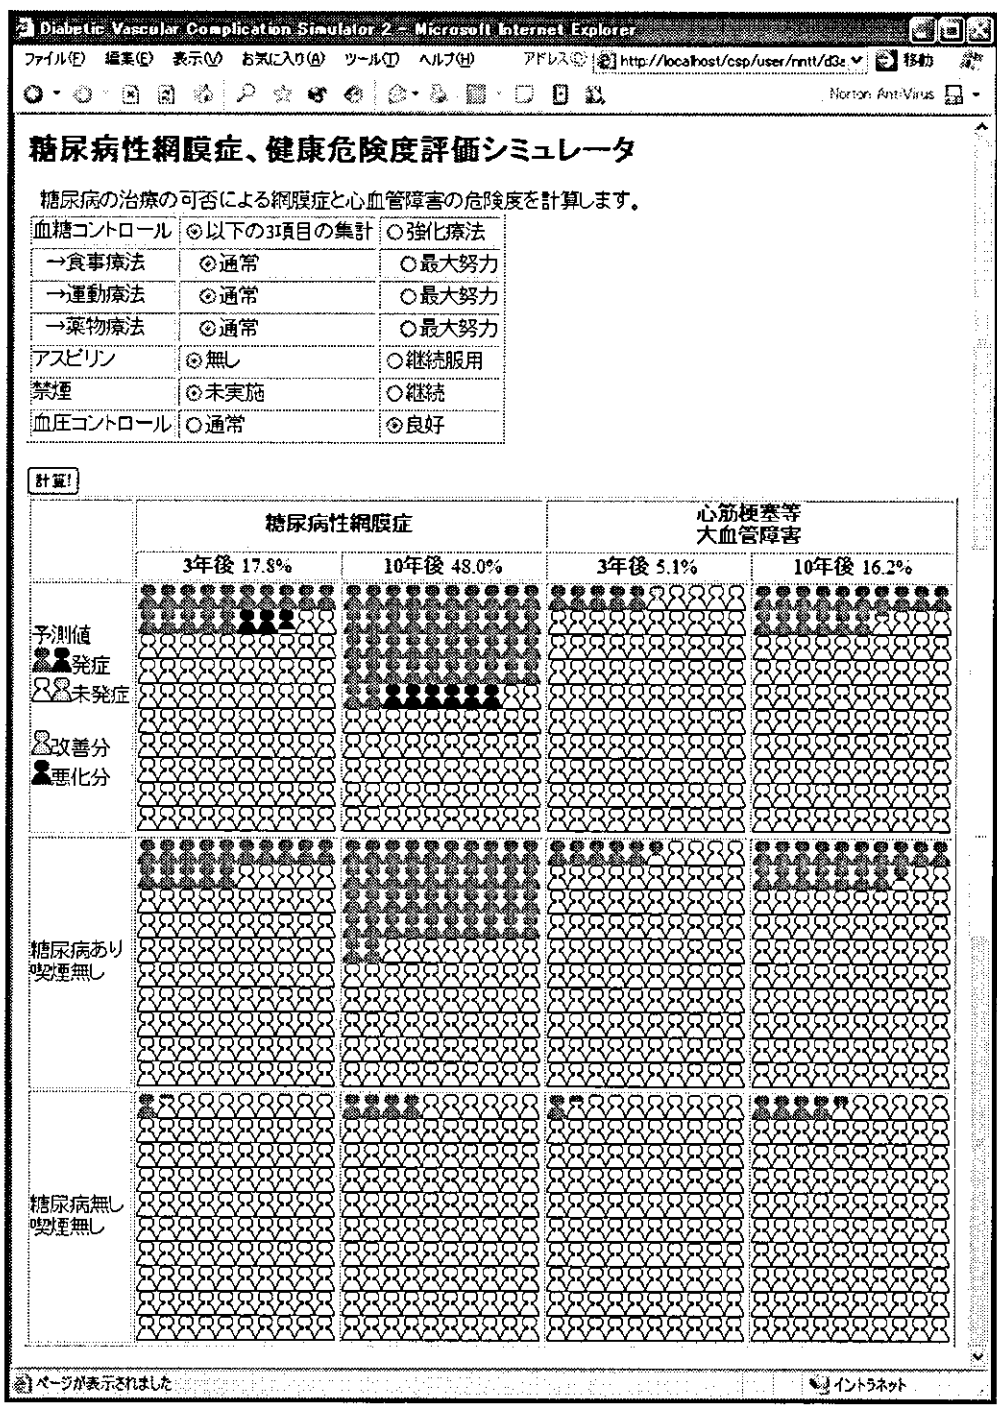 Diabetic Vascular Complication Simulator 2 - Microsoft Internet Explorer
ファイル(F) 編集(E) 表示(V) お気に入り(A) ツール(T) ヘルプ(H) アドレス(D) http://localhost/csp/user/nntt/d3c 移動
Norton AntiVirus
糖尿病性網膜症、健康危険度評価シミュレータ
糖尿病の治療の可否による網膜症と心血管障害の危険度を計算します。
血糖コントロール 以下の3項目の集計 強化療法
→食事療法 通常 最大努力
→運動療法 通常 最大努力
→薬物療法 通常 最大努力
アスピリン 無し 継続服用
禁煙 未実施 継続
血圧コントロール 通常 良好
計算!
糖尿病性網膜症 心筋梗塞等
大血管障害
3年後 17.8% 10年後 48.0% 3年後 5.1% 10年後 16.2%
予測値
発症
未発症
改善分
悪化分
糖尿病あり
喫煙無し
糖尿病無し
喫煙無し
ページが表示されました イントラネット